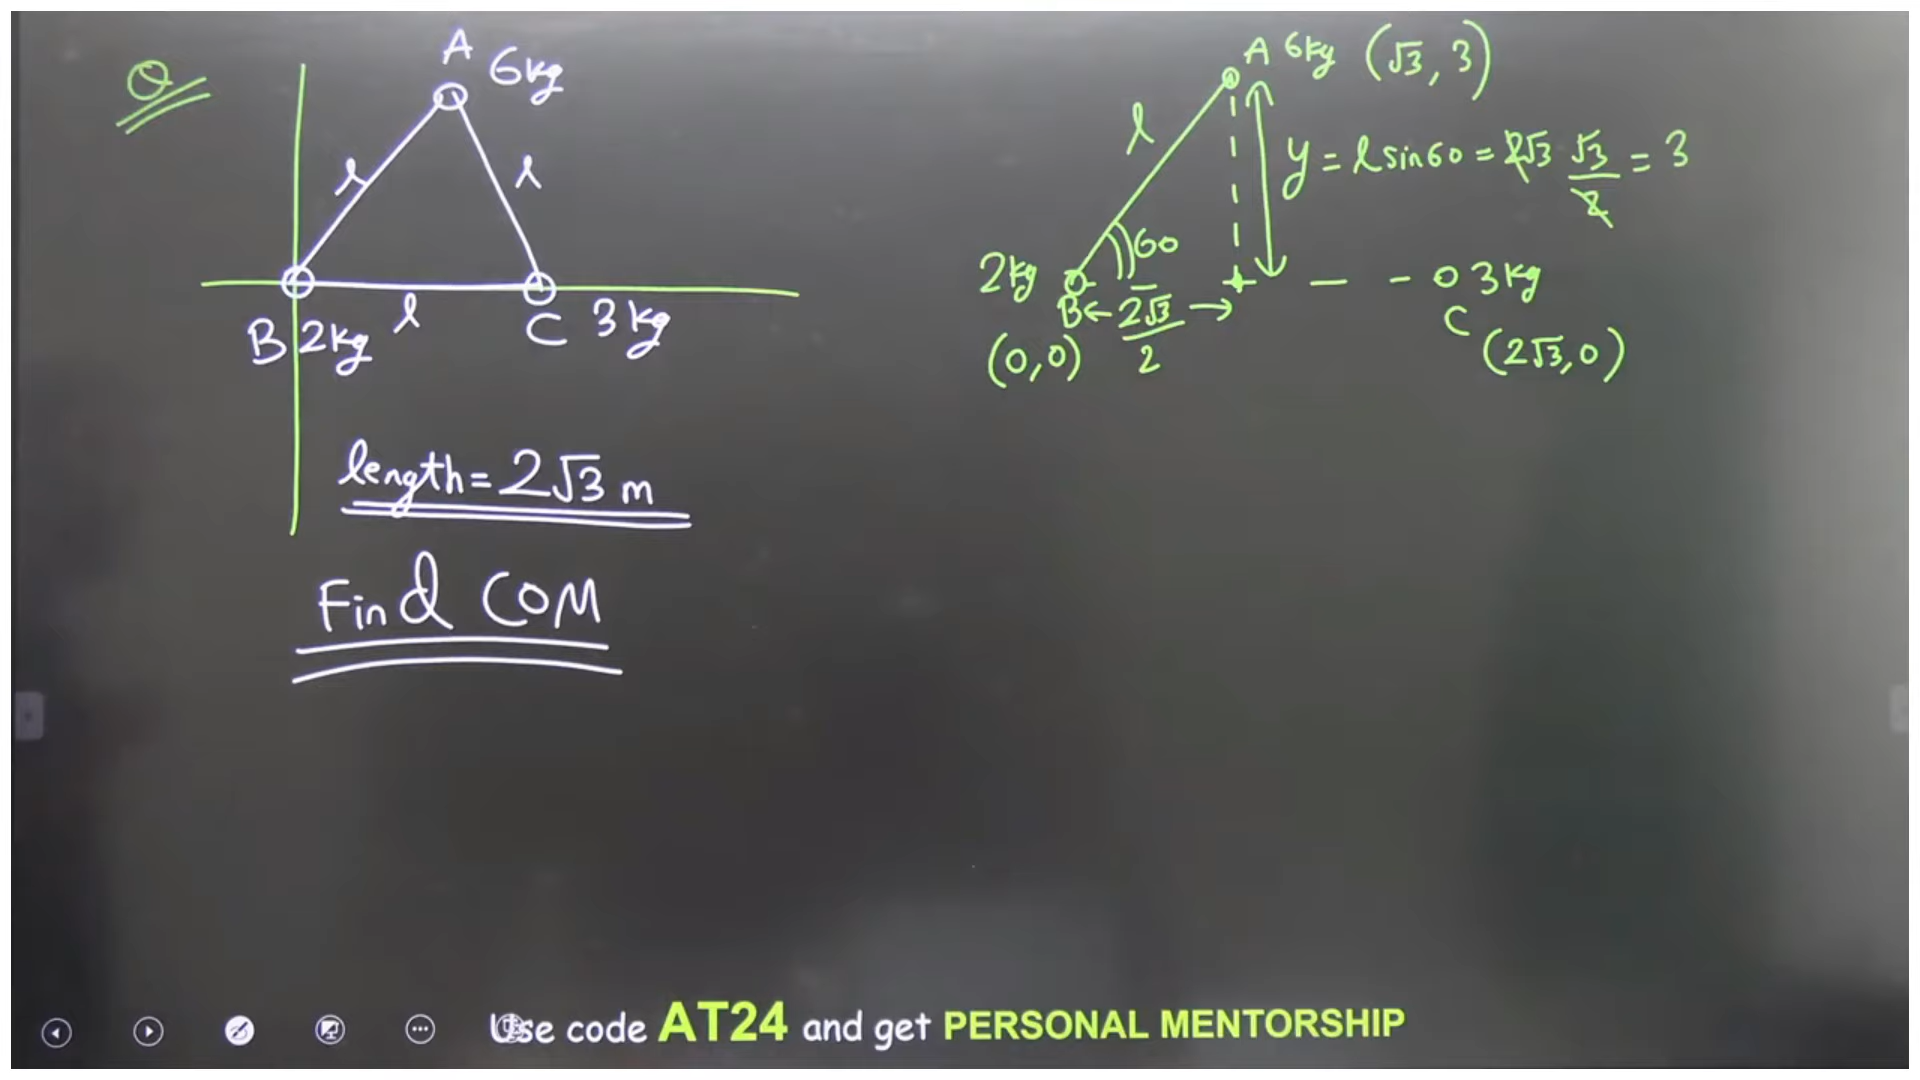 Q
A 6kg
l l
l
B 2kg C 3kg
length = 2√3 m
Find COM
A 6kg (√3, 3)
l
y = l sin60 = 2√3 √3/2 = 3
60
2kg 3kg
B 2√3/2 C
(0,0) (2√3,0)
Use code AT24 and get PERSONAL MENTORSHIP